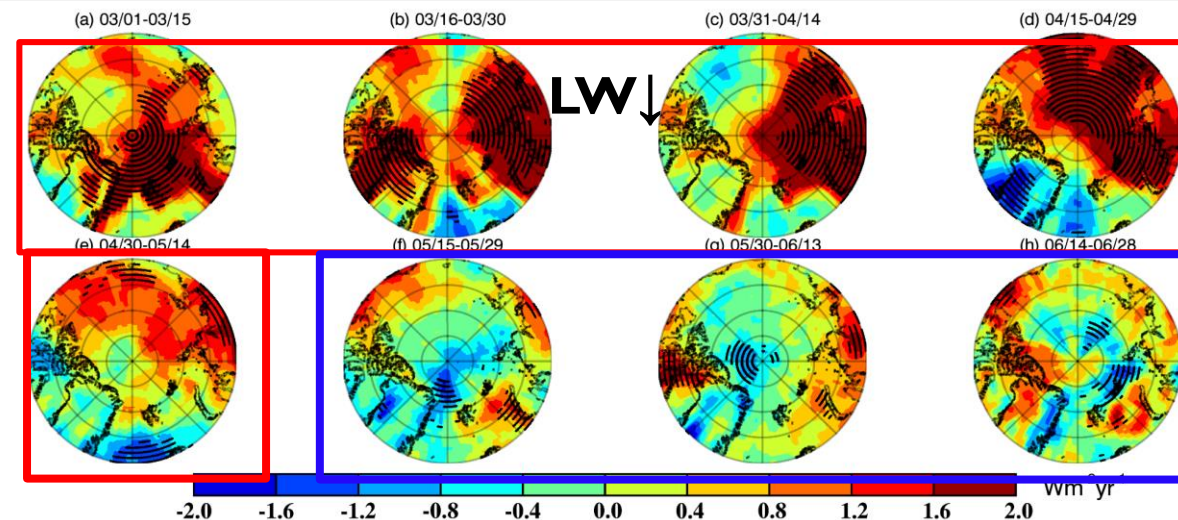 (a) 03/01-03/15 (b) 03/16-03/30 (c) 03/31-04/14 (d) 04/15-04/29
LW↓
(e) 04/30-05/14 (f) 05/15-05/29 (g) 05/30-06/13 (h) 06/14-06/28
-2.0 -1.6 -1.2 -0.8 -0.4 0.0 0.4 0.8 1.2 1.6 2.0